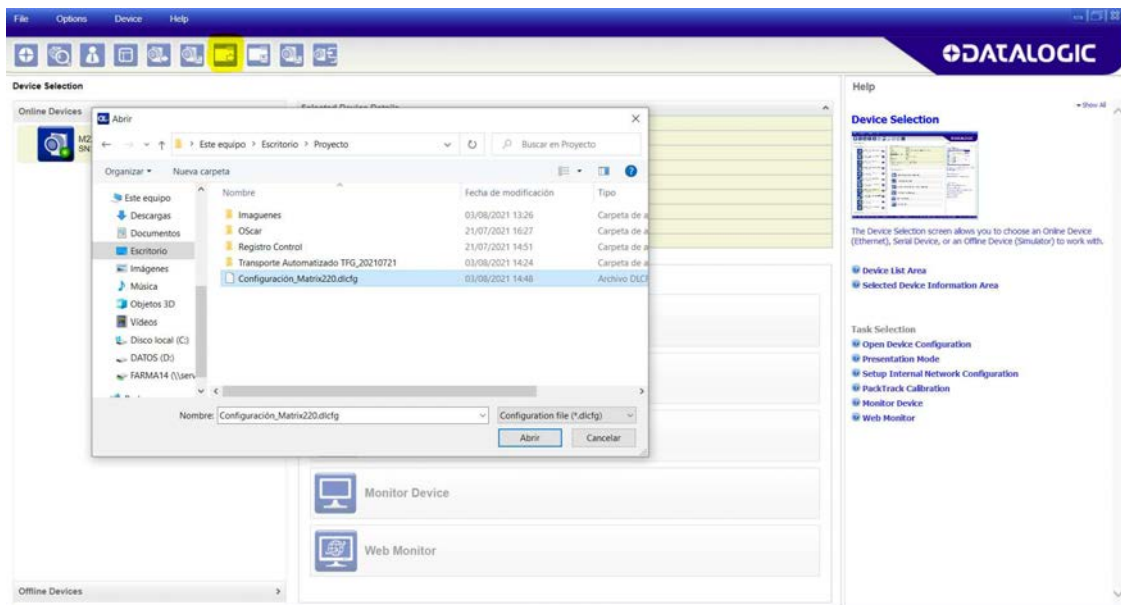 File Options Device Help
DATALOGIC
Device Selection
Online Devices
Selected Device Details
Abrir
Este equipo > Escritorio > Proyecto
Buscar en Proyecto
Organizar
Nueva carpeta
Este equipo
Descargas
Documentos
Escritorio
Imágenes
Música
Objetos 3D
Vídeos
Disco local (C:)
DATOS (D:)
FARMA14 (\\serv
Nombre Fecha de modificación Tipo
Imaguenes 03/08/2021 13:26 Carpeta de a
OScar 21/07/2021 16:27 Carpeta de a
Registro Control 21/07/2021 14:51 Carpeta de a
Transporte Automatizado TFG_20210721 03/08/2021 14:24 Carpeta de a
Configuración_Matrix220.dlcfg 03/08/2021 14:48 Archivo DLCF
Nombre: Configuración_Matrix220.dlcfg
Configuration file (*.dlcfg)
Abrir Cancelar
Monitor Device
Web Monitor
Offline Devices
Help
Show All
Device Selection
The Device Selection screen allows you to choose an Online Device
(Ethernet), Serial Device, or an Offline Device (Simulator) to work with.
Device List Area
Selected Device Information Area
Task Selection
Open Device Configuration
Presentation Mode
Setup Internal Network Configuration
PackTrack Calibration
Monitor Device
Web Monitor